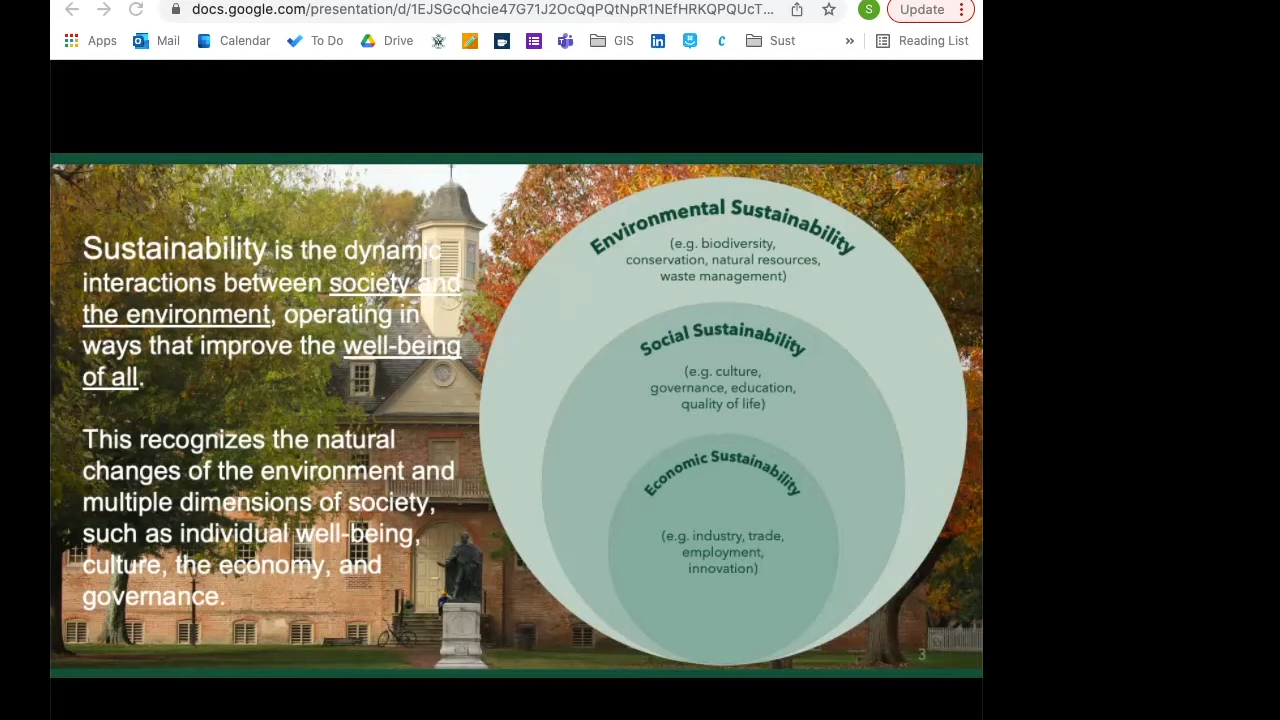 docs.google.com/presentation/d/1EJSGcQhcie47G71J2OcQqPQtNpR1NEfHRKQPQUcT...
S
Update
Apps
Mail
Calendar
To Do
Drive
GIS
Sust
»
Reading List
Sustainability is the dynamic
interactions between society and
the environment, operating in
ways that improve the well-being
of all.
This recognizes the natural
changes of the environment and
multiple dimensions of society,
such as individual well-being,
culture, the economy, and
governance.
Environmental Sustainability
(e.g. biodiversity,
conservation, natural resources,
waste management)
Social Sustainability
(e.g. culture,
governance, education,
quality of life)
Economic Sustainability
(e.g. industry, trade,
employment,
innovation)
3